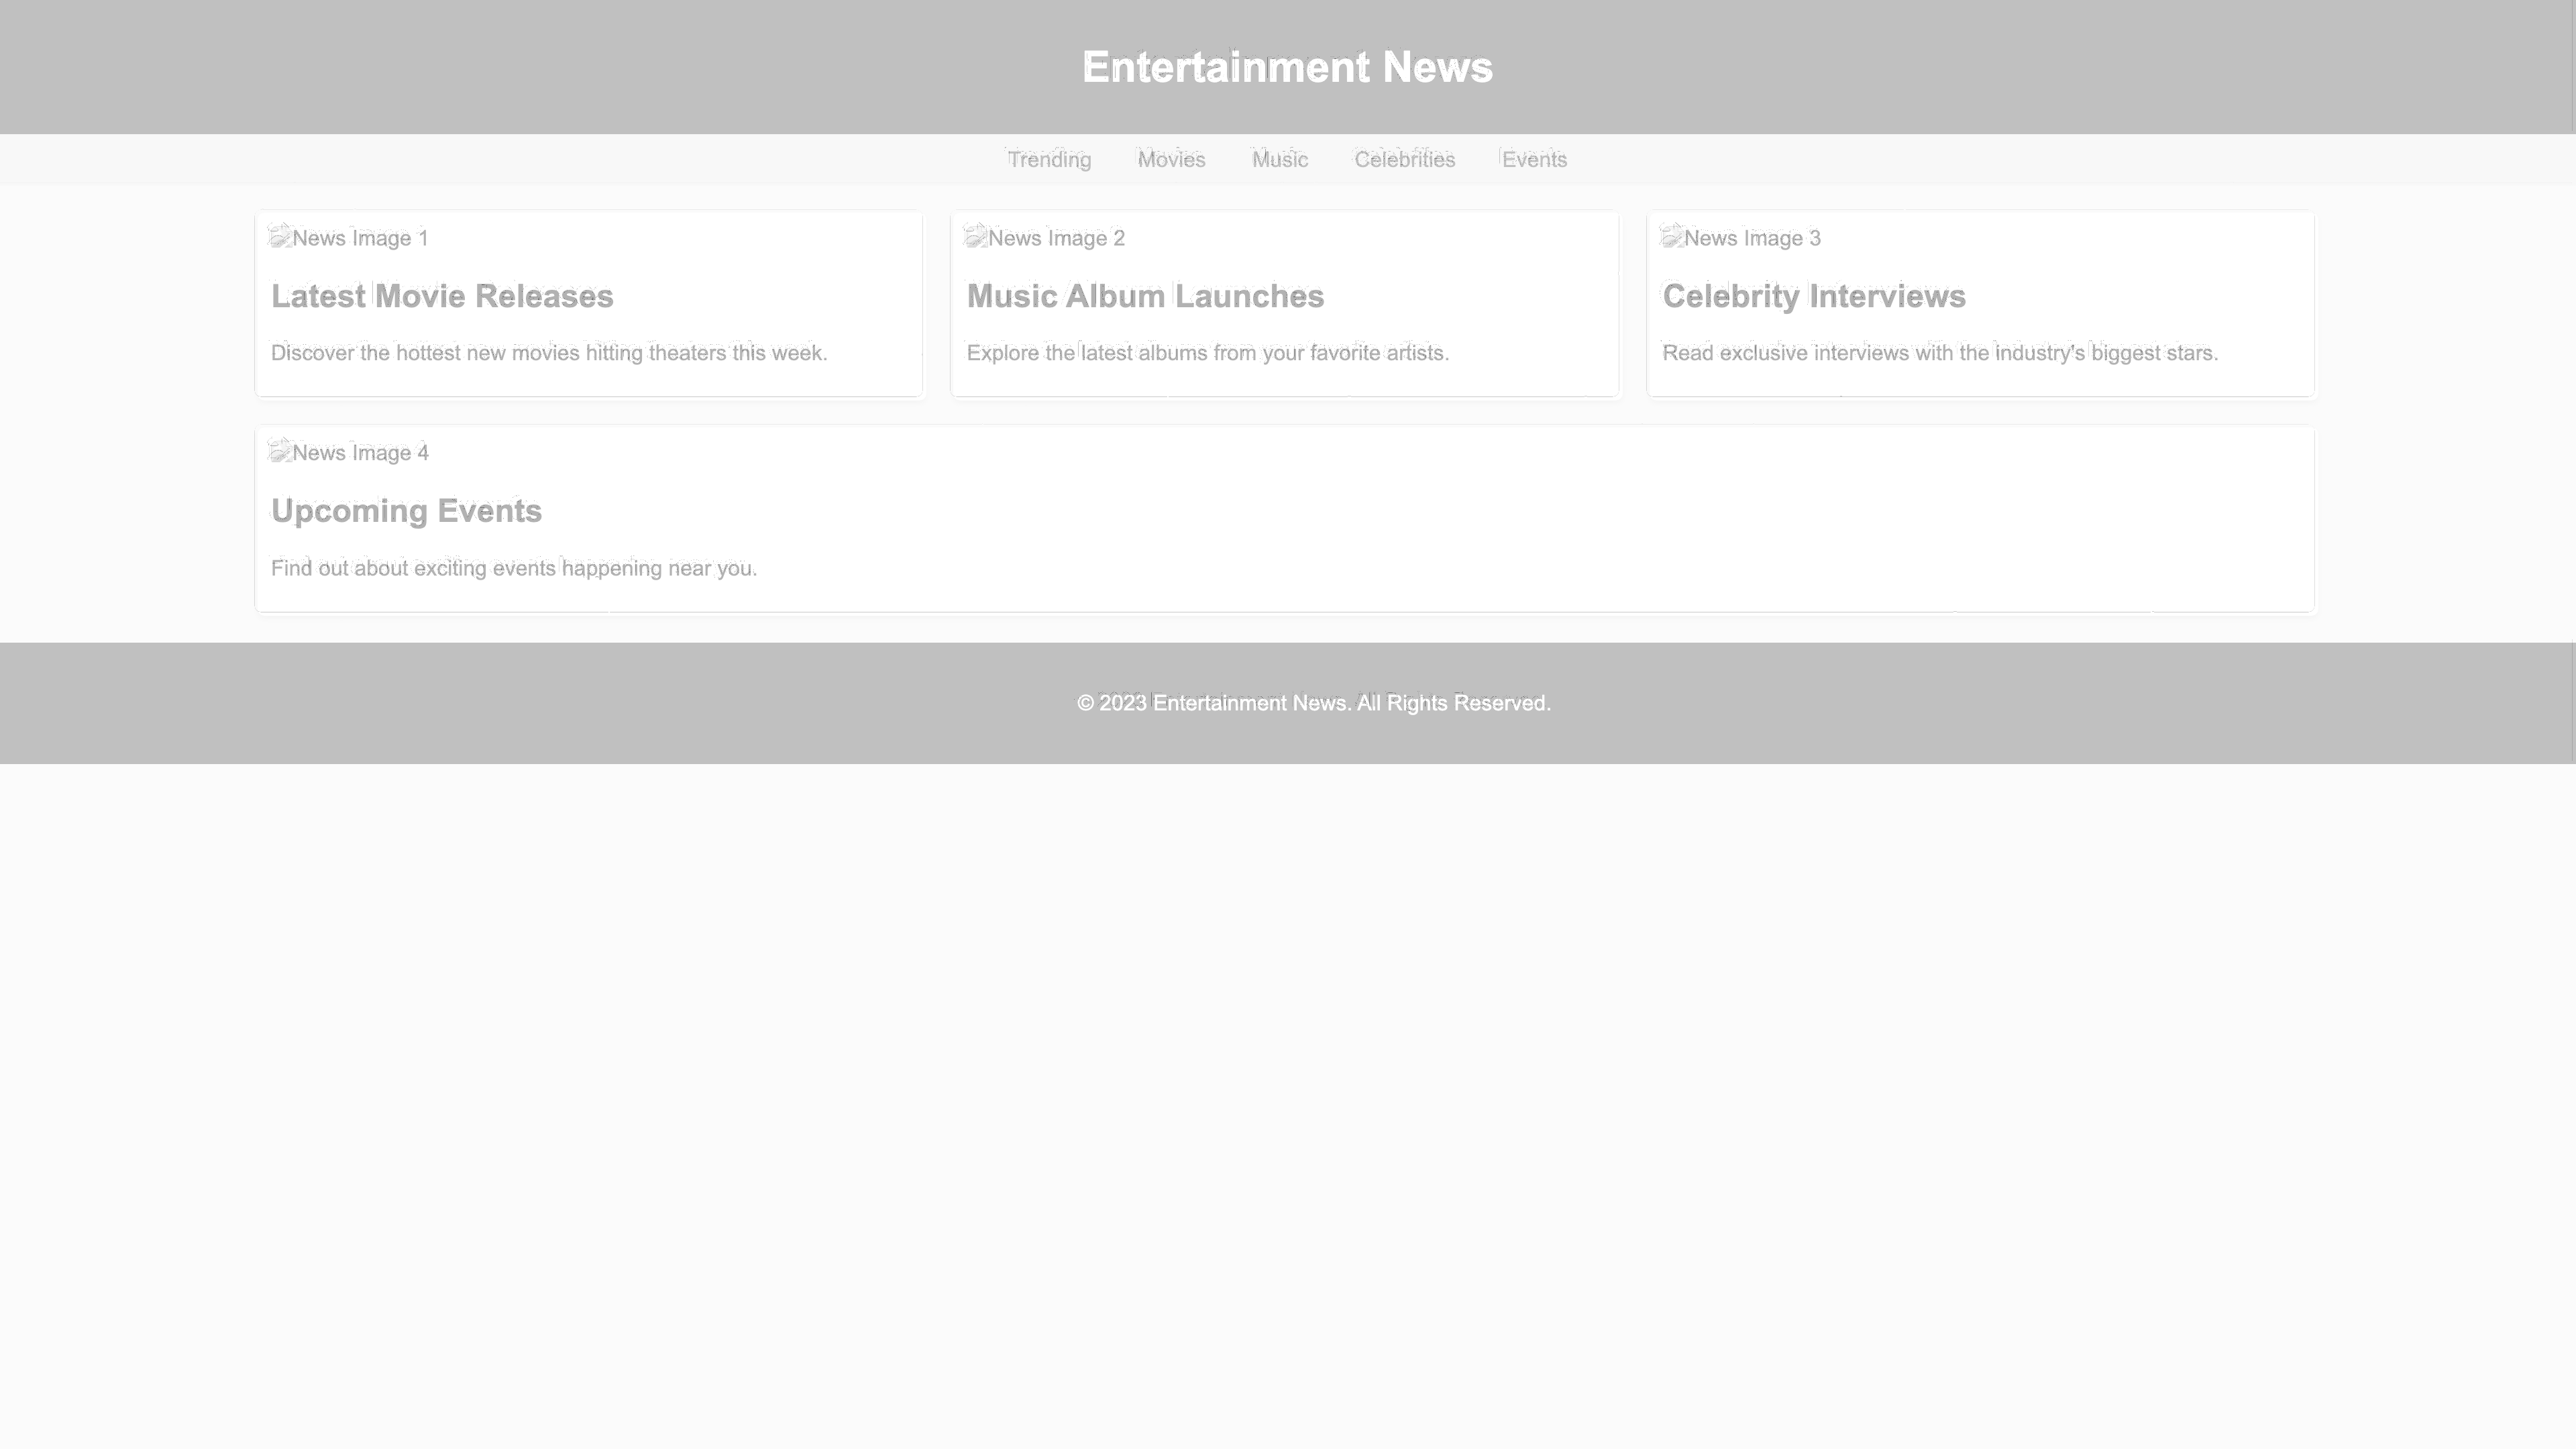 Entertainment News
Trending Movies Music Celebrities Events
News Image 1
Latest Movie Releases
Discover the hottest new movies hitting theaters this week.
News Image 2
Music Album Launches
Explore the latest albums from your favorite artists.
News Image 3
Celebrity Interviews
Read exclusive interviews with the industry's biggest stars.
News Image 4
Upcoming Events
Find out about exciting events happening near you.
© 2023 Entertainment News. All Rights Reserved.